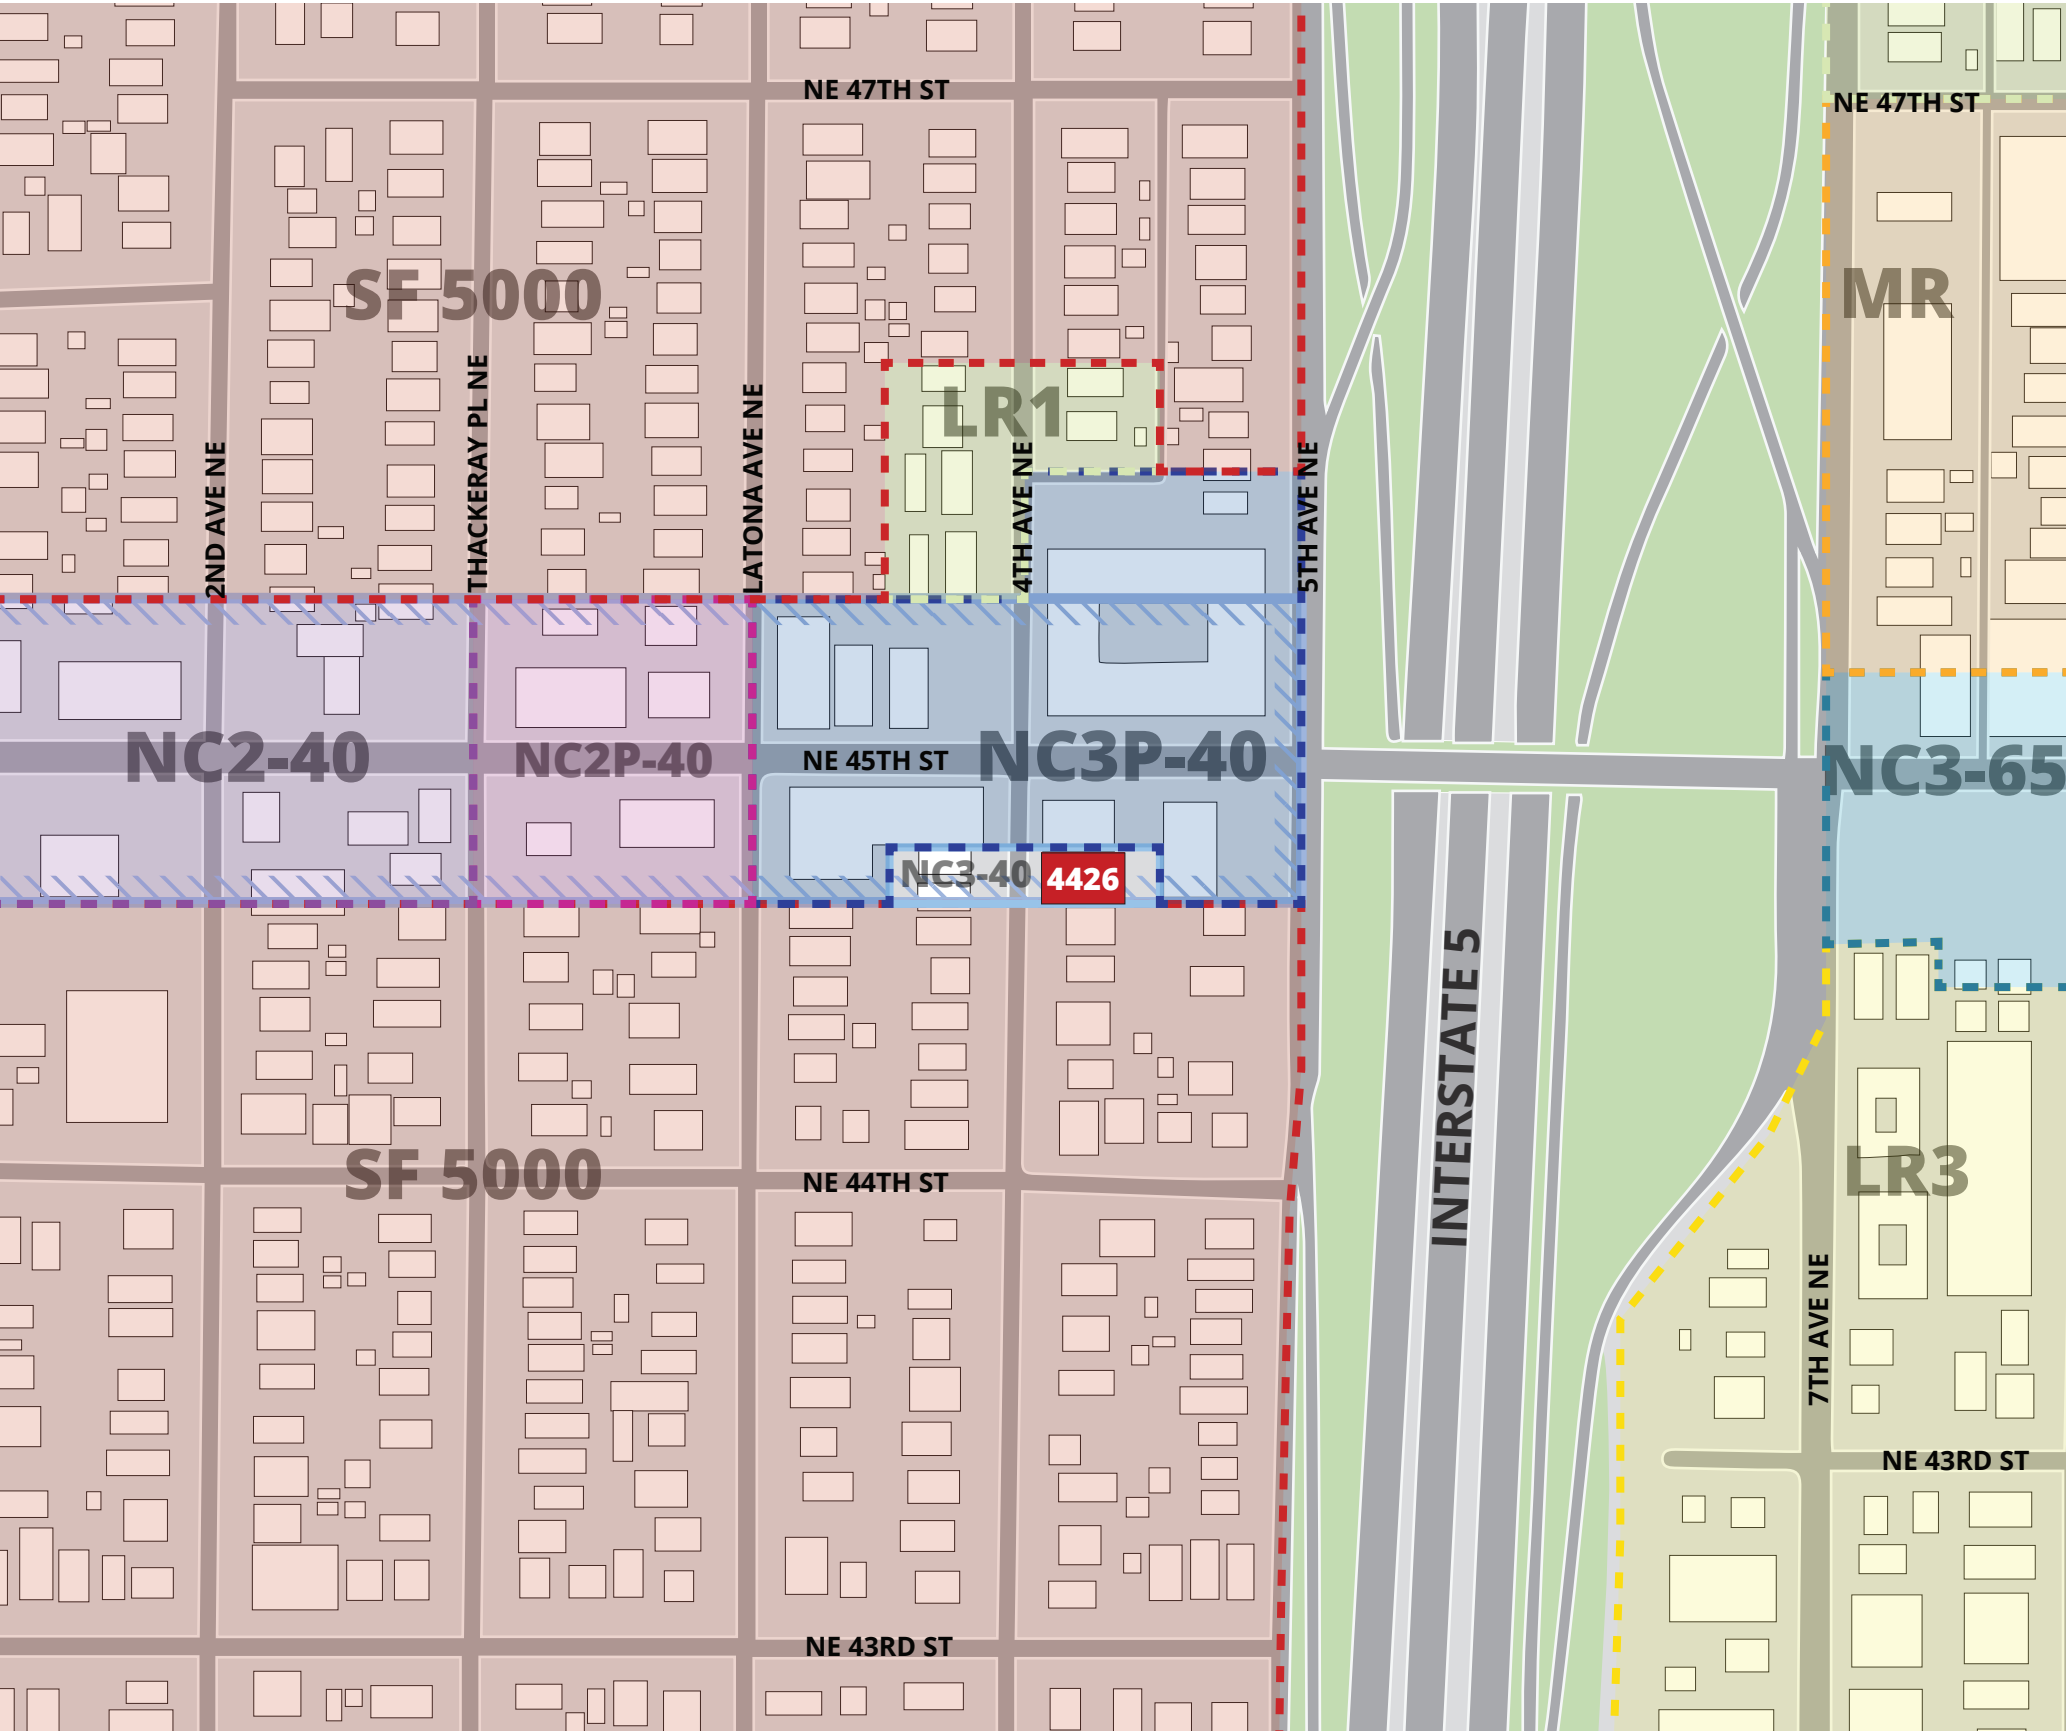 NE 47TH ST
NE 47TH ST
SF 5000
MR
LR1
2ND AVE NE
THACKERAY PL NE
LATONA AVE NE
4TH AVE NE
5TH AVE NE
NC2-40
NC2P-40
NE 45TH ST
NC3P-40
NC3-65
NC3-40
4426
INTERSTATE 5
SF 5000
NE 44TH ST
LR3
7TH AVE NE
NE 43RD ST
NE 43RD ST